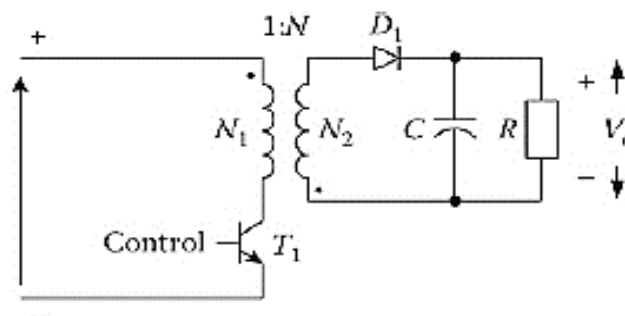 1:N D₁
+
N₁ N₂ C R + V
−
Control T₁